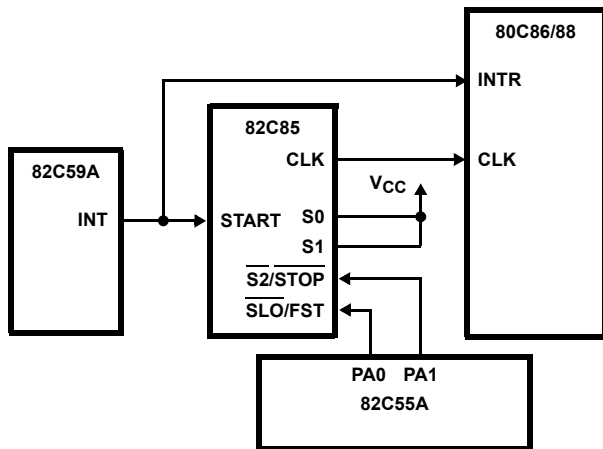 80C86/88
INTR
82C85
CLK
CLK
82C59A
VCC
INT
START
S0
S1
S2/STOP
SLO/FST
PA0 PA1
82C55A